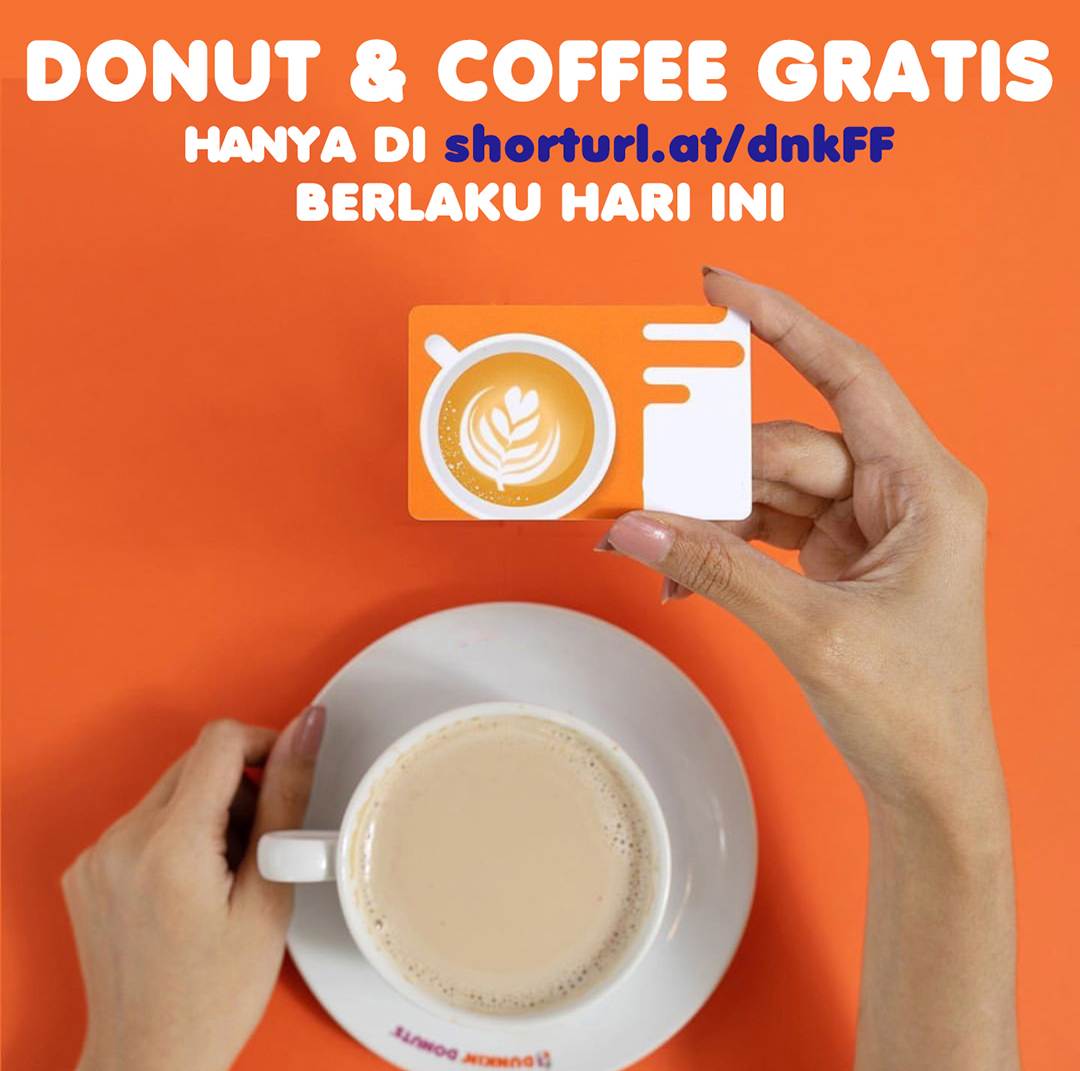 DONUT & COFFEE GRATIS
HANYA DI shorturl.at/dnkFF
BERLAKU HARI INI
DUNKIN' DONUTS